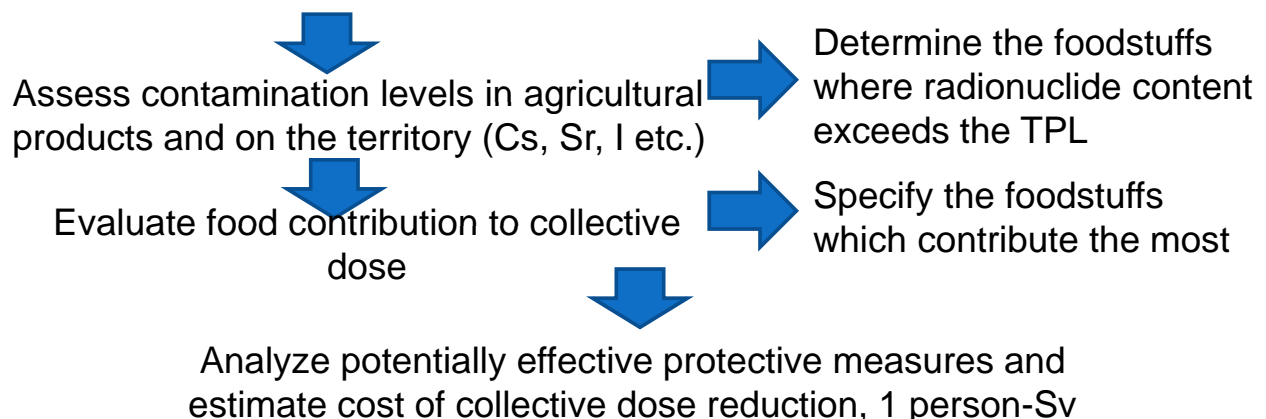 Assess contamination levels in agricultural
products and on the territory (Cs, Sr, I etc.)
Determine the foodstuffs
where radionuclide content
exceeds the TPL
Evaluate food contribution to collective
dose
Specify the foodstuffs
which contribute the most
Analyze potentially effective protective measures and
estimate cost of collective dose reduction, 1 person-Sv